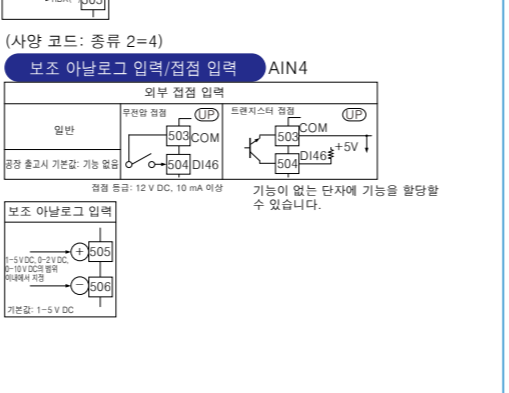 503
(사양 코드: 종류 2=4)
보조 아날로그 입력/접점 입력 AIN4
외부 접점 입력
일반
공장 출고시 기본값: 기능 없음
무전압 접점
UP
503 COM
504 DI46
트랜지스터 접점
UP
503 COM
504 DI46 +5V
접점 등급: 12 V DC, 10 mA 이상
기능이 없는 단자에 기능을 할당할
수 있습니다.
보조 아날로그 입력
+ 505
1-5 V DC, 0-2 V DC,
0-10 V DC의 범위
이내에서 지정
- 506
기본값: 1-5 V DC